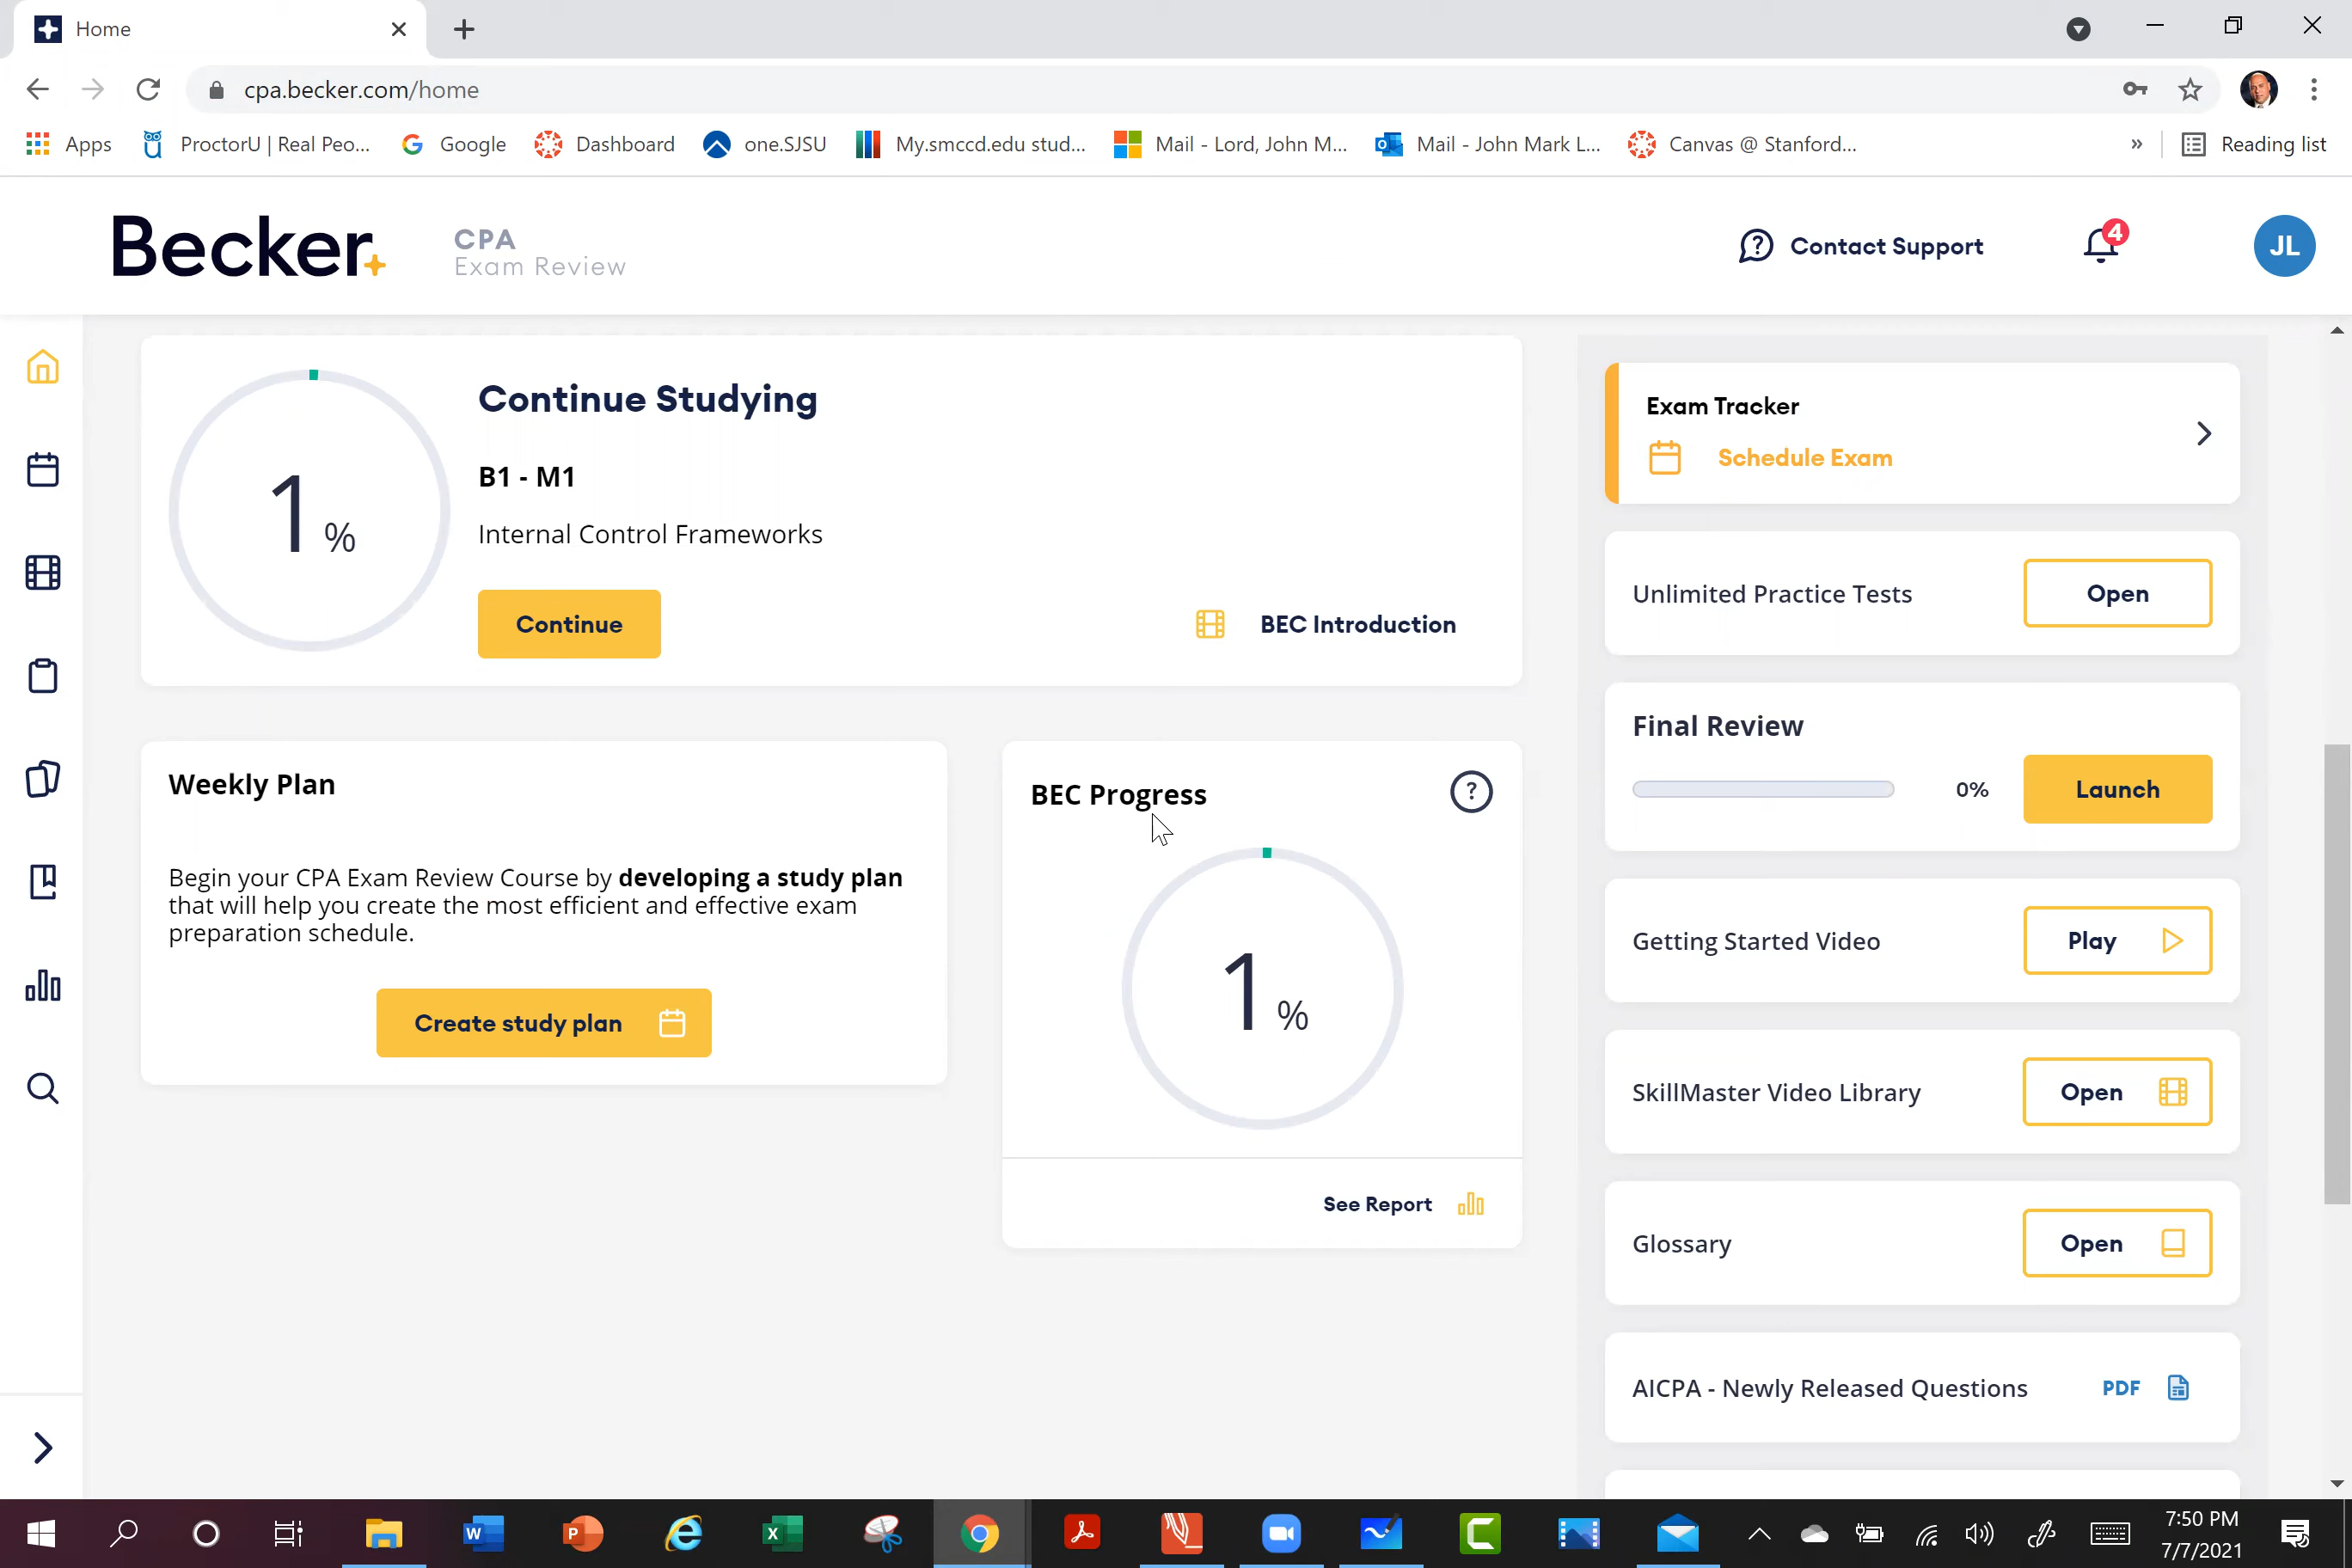 Home
cpa.becker.com/home
Apps
ProctorU | Real Peo...
Google
Dashboard
one.SJSU
My.smccd.edu stud...
Mail - Lord, John M...
Mail - John Mark L...
Canvas @ Stanford...
»
Reading list
Becker
CPA
Exam Review
Contact Support
4
JL
Continue Studying
B1 - M1
1 %
Internal Control Frameworks
Continue
BEC Introduction
Weekly Plan
Begin your CPA Exam Review Course by developing a study plan
that will help you create the most efficient and effective exam
preparation schedule.
Create study plan
BEC Progress
?
1 %
See Report
Exam Tracker
Schedule Exam
Unlimited Practice Tests
Open
Final Review
0%
Launch
Getting Started Video
Play
SkillMaster Video Library
Open
Glossary
Open
AICPA - Newly Released Questions
PDF
7:50 PM
7/7/2021